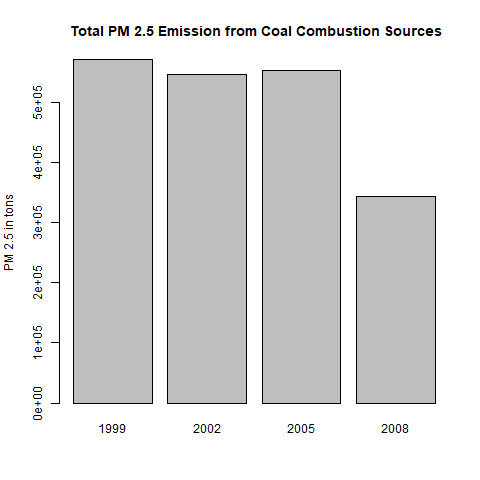 Total PM 2.5 Emission from Coal Combustion Sources
PM 2.5 in tons
5e+05
4e+05
3e+05
2e+05
1e+05
0e+00
1999 2002 2005 2008